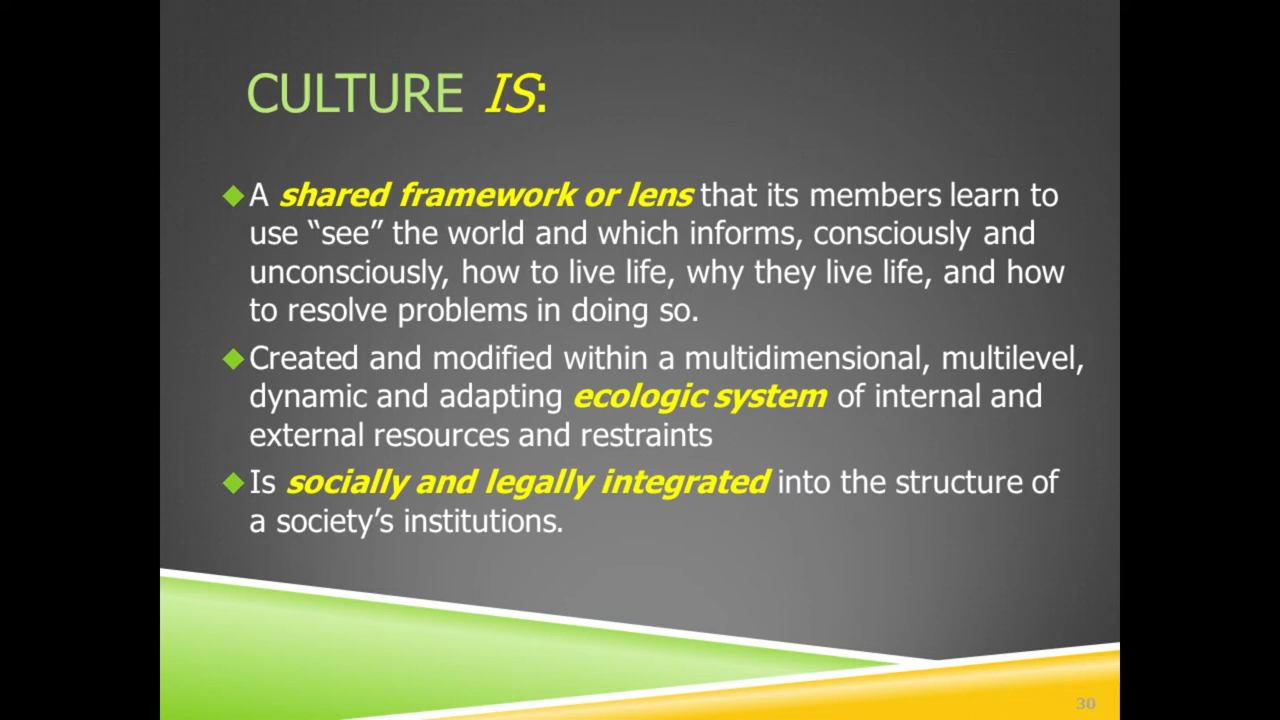 CULTURE IS:
A shared framework or lens that its members learn to
use “see” the world and which informs, consciously and
unconsciously, how to live life, why they live life, and how
to resolve problems in doing so.
Created and modified within a multidimensional, multilevel,
dynamic and adapting ecologic system of internal and
external resources and restraints
Is socially and legally integrated into the structure of
a society’s institutions.
30